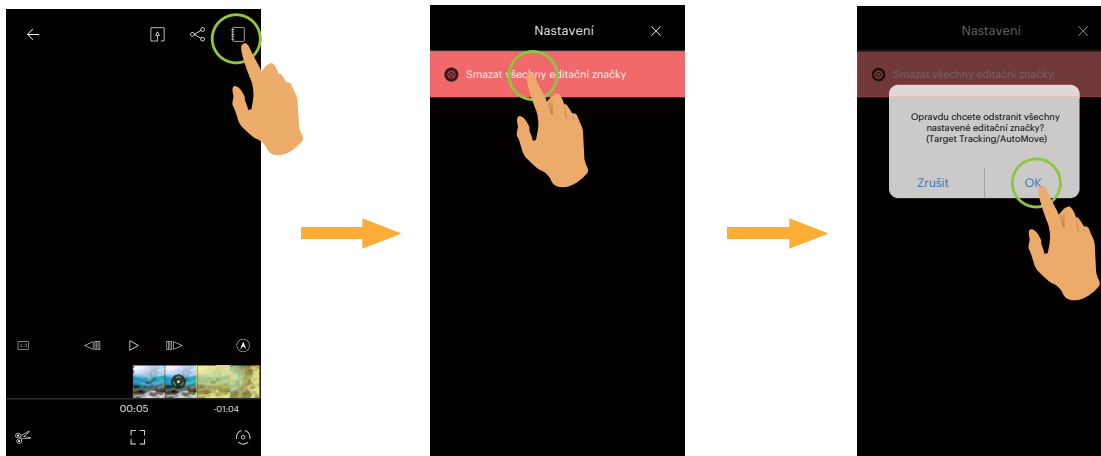 00:05
-01:04
Nastavení
Smazat všechny editační značky
Nastavení
Smazat všechny editační značky
Opravdu chcete odstranit všechny
nastavené editační značky?
(Target Tracking/AutoMove)
Zrušit
OK